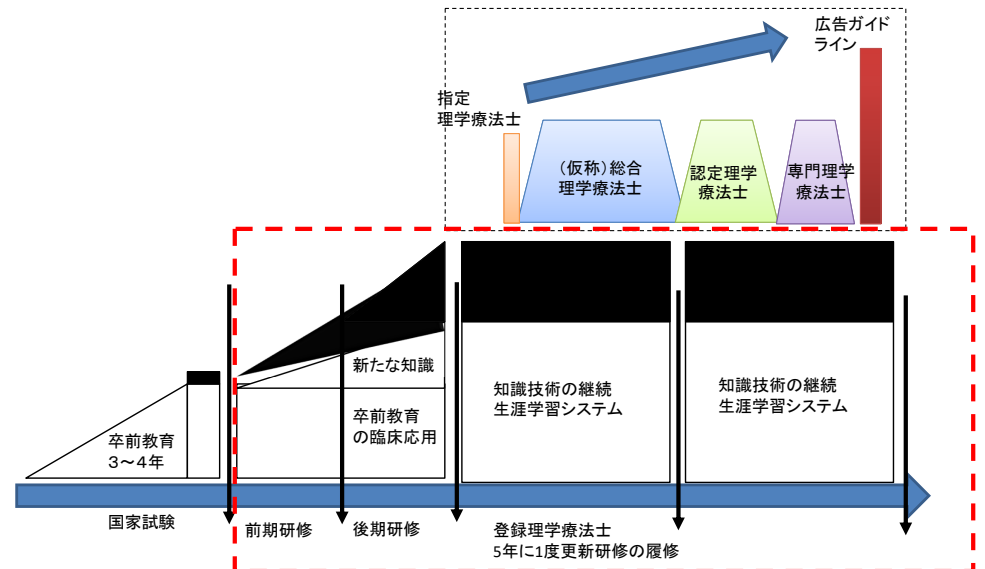 広告ガイド
ライン
指定
理学療法士
（仮称）総合
理学療法士
認定理学
療法士
専門理学
療法士
新たな知識
卒前教育
の臨床応用
知識技術の継続
生涯学習システム
知識技術の継続
生涯学習システム
卒前教育
３～４年
国家試験
前期研修
後期研修
登録理学療法士
5年に1度更新研修の履修